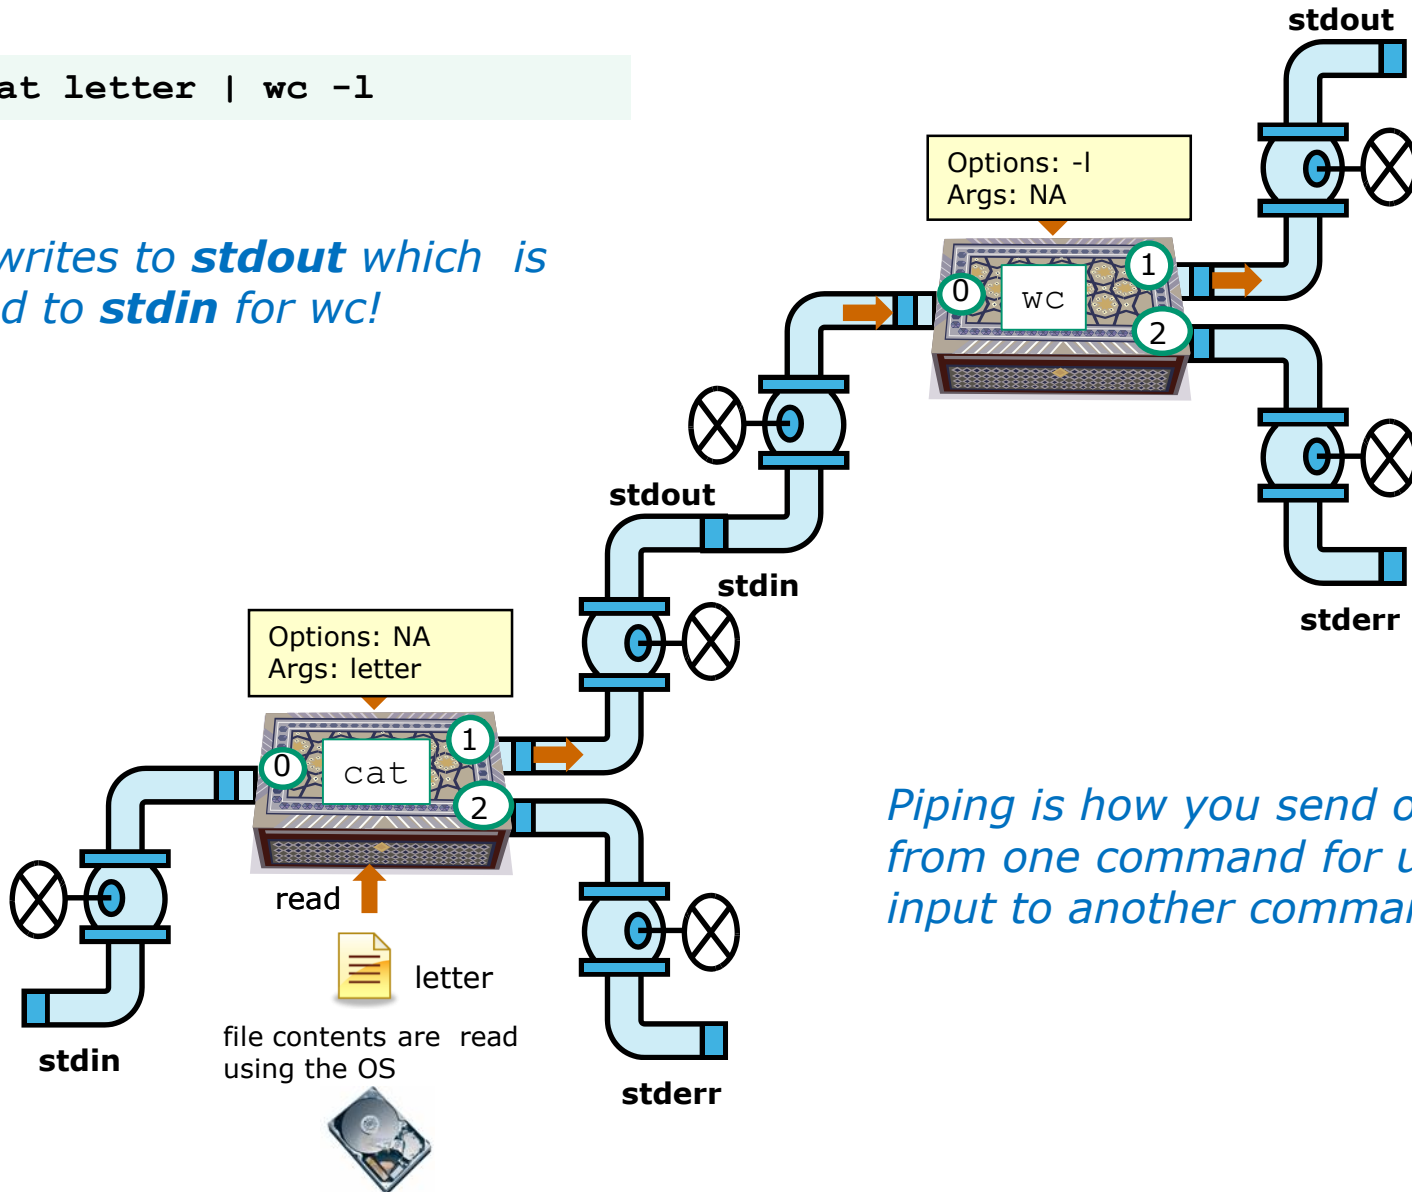 stdout
at letter | wc -l
Options: -l
Args: NA
writes to stdout which is
d to stdin for wc!
0
wc
1
2
stdout
stdin
stderr
Options: NA
Args: letter
0
cat
1
2
Piping is how you send o
from one command for u
input to another comma
read
letter
file contents are read
using the OS
stdin
stderr